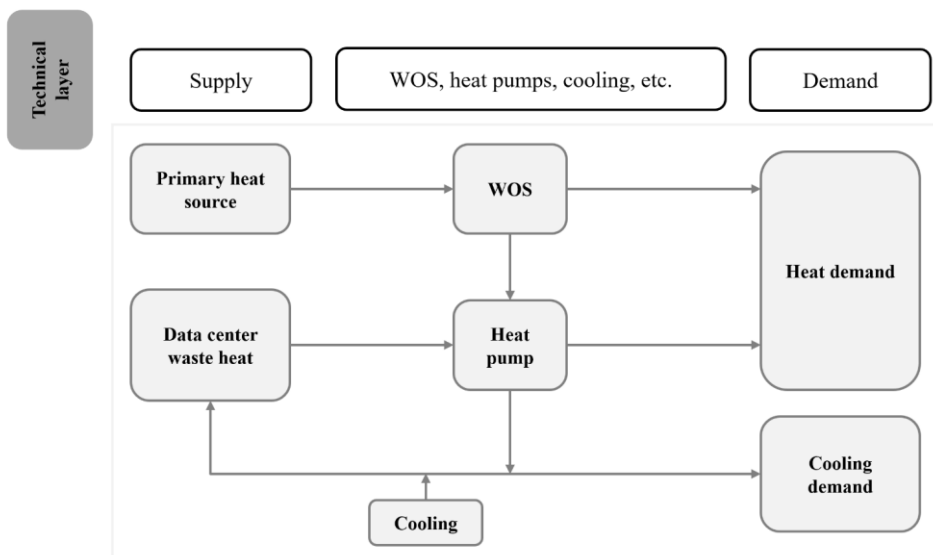 Technical
layer
Supply
WOS, heat pumps, cooling, etc.
Demand
Primary heat
source
WOS
Heat demand
Data center
waste heat
Heat
pump
Cooling
demand
Cooling